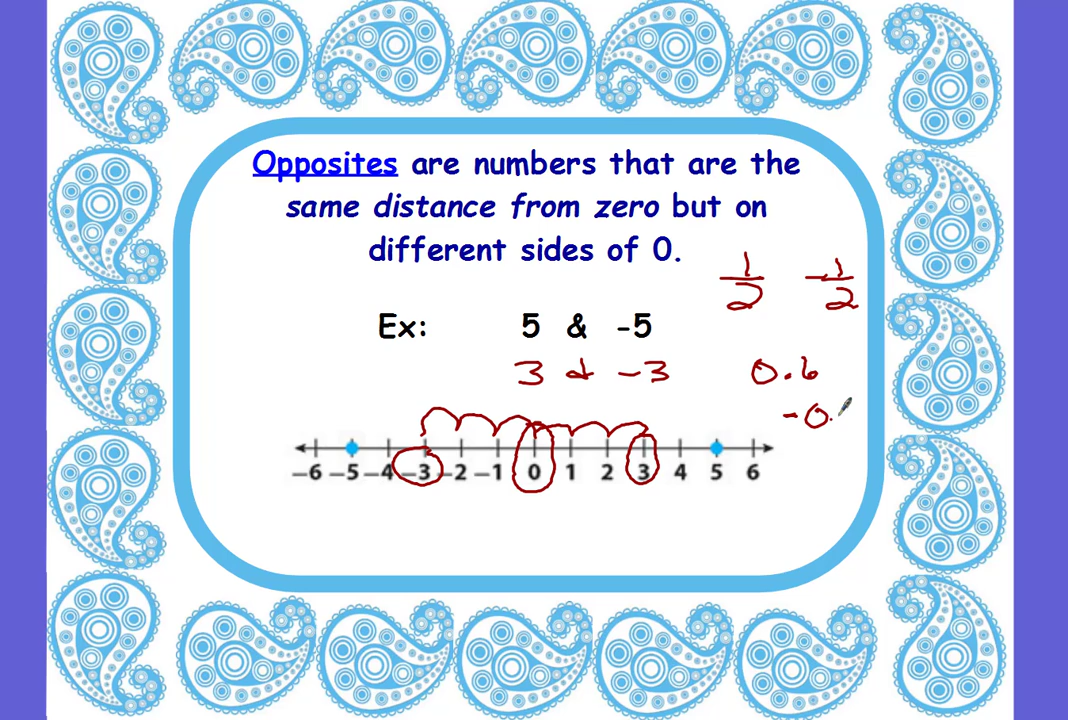 Opposites are numbers that are the
same distance from zero but on
different sides of 0.
1/2 -1/2
Ex: 5 & -5
3 & -3 0.6
-0.
-6 -5 -4 -3 -2 -1 0 1 2 3 4 5 6